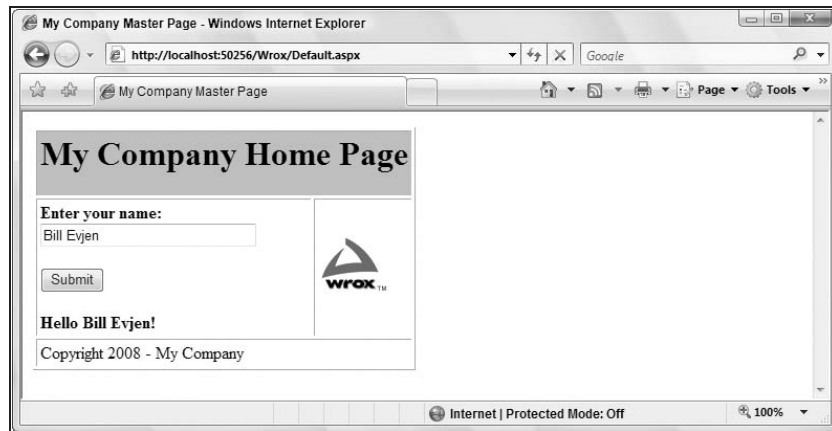 My Company Master Page - Windows Internet Explorer
http://localhost:50256/Wrox/Default.aspx
Google
My Company Master Page
Page
Tools
My Company Home Page
Enter your name:
Bill Evjen
Submit
wrox™
Hello Bill Evjen!
Copyright 2008 - My Company
Internet | Protected Mode: Off
100%